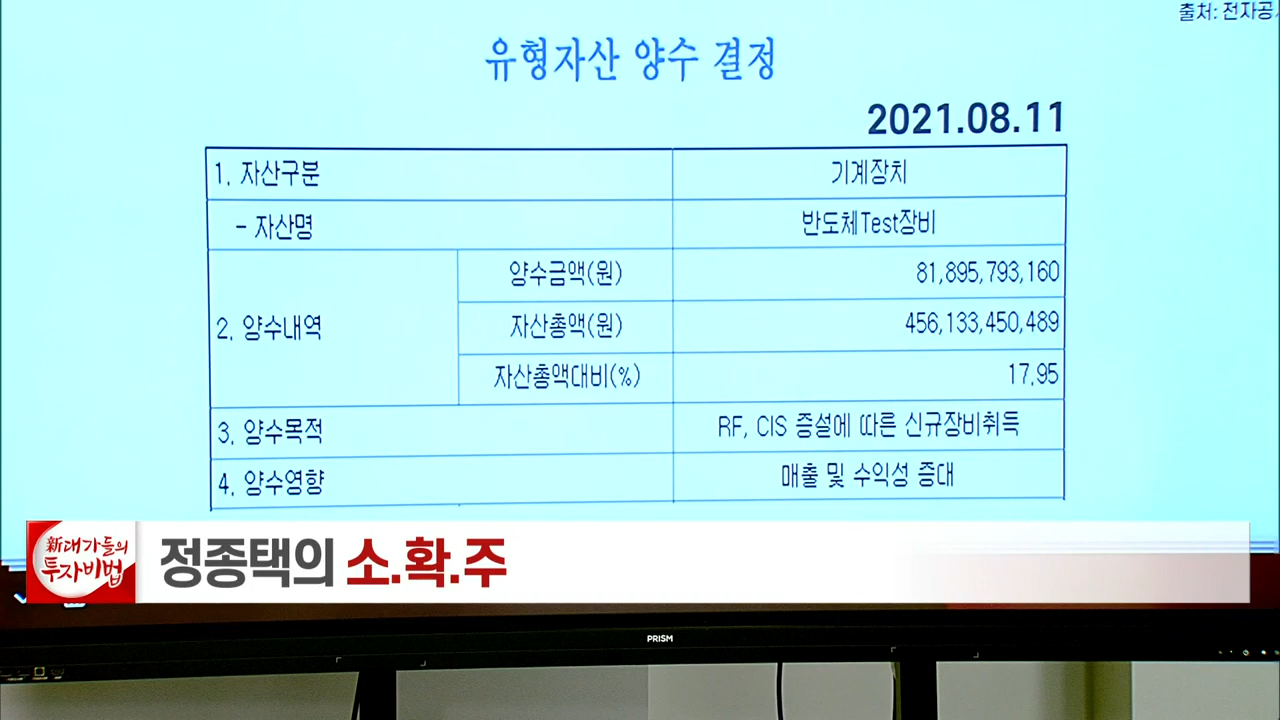 출처: 전자공
유형자산 양수 결정
2021.08.11
1. 자산구분 기계장치
- 자산명 반도체Test장비
2. 양수내역 양수금액(원) 81,895,793,160
자산총액(원) 456,133,450,489
자산총액대비(%) 17.95
3. 양수목적 RF, CIS 증설에 따른 신규장비취득
4. 양수영향 매출 및 수익성 증대
新대가들의
투자비법
정종택의 소.확.주
PRISM